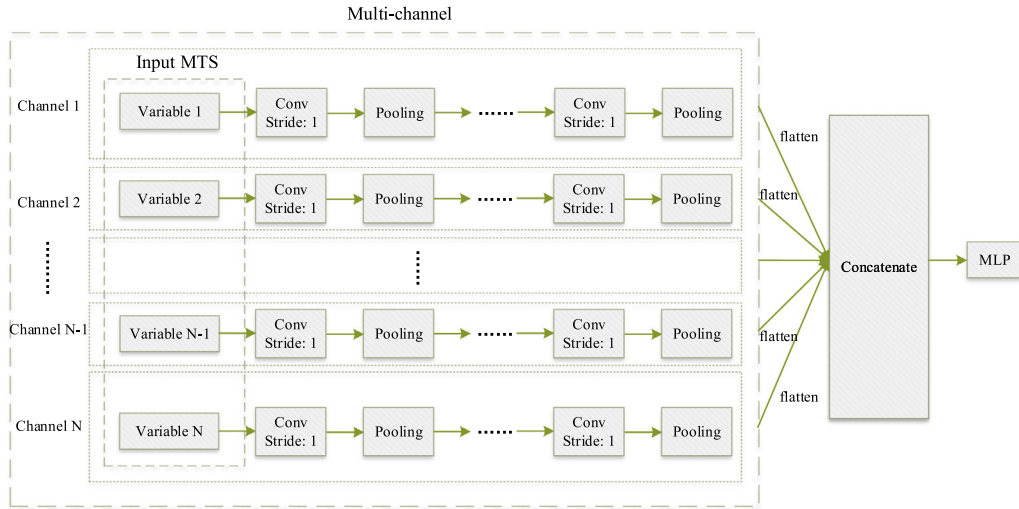 Multi-channel
Input MTS
Channel 1
Variable 1
Conv
Stride: 1
Pooling
......
Conv
Stride: 1
Pooling
flatten
Channel 2
Variable 2
Conv
Stride: 1
Pooling
......
Conv
Stride: 1
Pooling
flatten
Concatenate
MLP
Channel N-1
Variable N-1
Conv
Stride: 1
Pooling
......
Conv
Stride: 1
Pooling
flatten
Channel N
Variable N
Conv
Stride: 1
Pooling
......
Conv
Stride: 1
Pooling
flatten